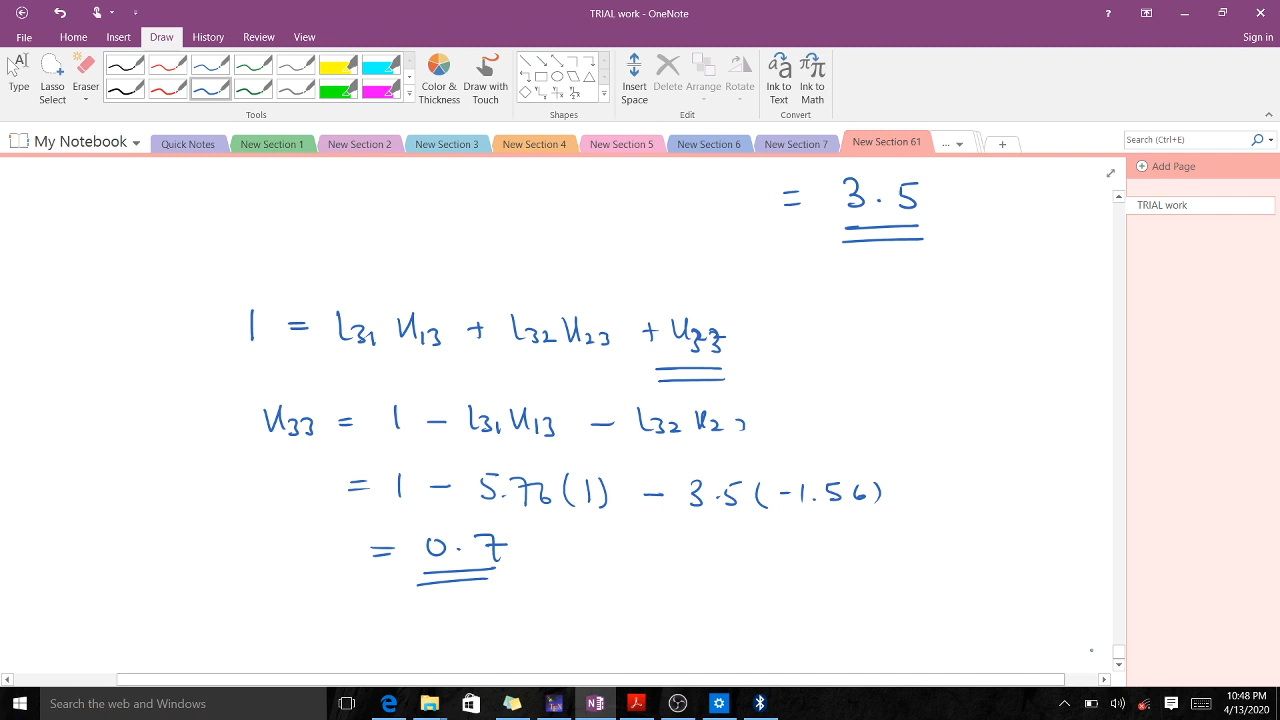 TRIAL work - OneNote
File Home Insert Draw History Review View Sign in
Type Lasso Select Eraser Color & Thickness Draw with Touch Insert Space Delete Arrange Rotate Ink to Text Ink to Math
Tools Shapes Edit Convert
My Notebook Quick Notes New Section 1 New Section 2 New Section 3 New Section 4 New Section 5 New Section 6 New Section 7 New Section 61 ... Search (Ctrl+E)
Add Page
TRIAL work
= 3.5
1 = L31 U13 + L32 U23 + U33
U33 = 1 - L31 U13 - L32 U23
= 1 - 5.76(1) - 3.5(-1.56)
= 0.7
Search the web and Windows
10:48 PM
4/13/2020